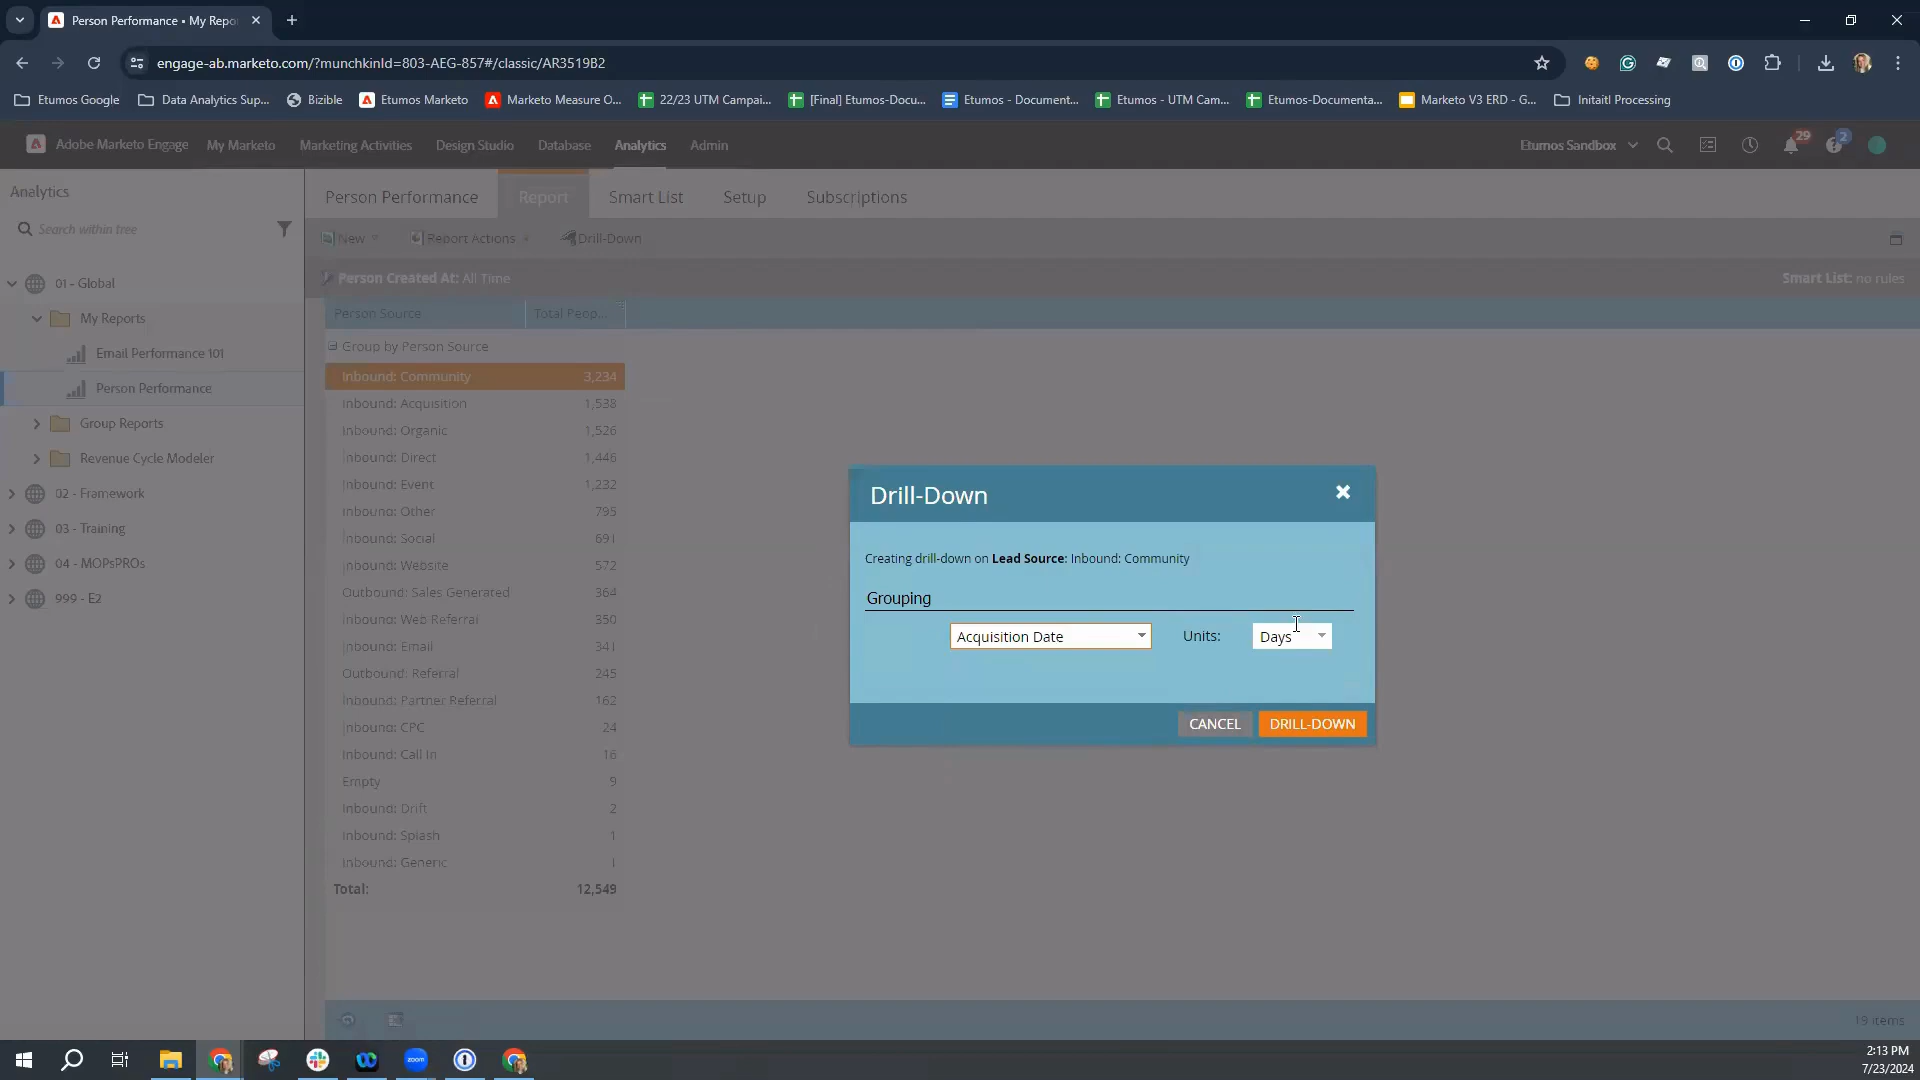 Person Performance • My Repo
engage-ab.marketo.com/?munchkinId=803-AEG-857#/classic/AR3519B2
Etumos Google
Data Analytics Sup...
Bizible
Etumos Marketo
Marketo Measure O...
22/23 UTM Campai...
[Final] Etumos-Docu...
Etumos - Document...
Etumos - UTM Cam...
Etumos-Documenta...
Marketo V3 ERD - G...
Initaitl Processing
Adobe Marketo Engage
My Marketo
Marketing Activities
Design Studio
Database
Analytics
Admin
Etumos Sandbox
29
2
Analytics
Search within tree
01 - Global
My Reports
Email Performance 101
Person Performance
Group Reports
Revenue Cycle Modeler
02 - Framework
03 - Training
04 - MOPsPROs
999 - E2
Person Performance
Report
Smart List
Setup
Subscriptions
New
Report Actions
Drill-Down
Person Created At: All Time
Smart List: no rules
Person Source Total Peop...
Group by Person Source
Inbound: Community 3,234
Inbound: Acquisition 1,538
Inbound: Organic 1,526
Inbound: Direct 1,446
Inbound: Event 1,232
Inbound: Other 795
Inbound: Social 691
Inbound: Website 572
Outbound: Sales Generated 364
Inbound: Web Referral 350
Inbound: Email 341
Outbound: Referral 245
Inbound: Partner Referral 162
Inbound: CPC 24
Inbound: Call In 16
Empty 9
Inbound: Drift 2
Inbound: Splash 1
Inbound: Generic 1
Total: 12,549
19 items
Drill-Down
Creating drill-down on Lead Source: Inbound: Community
Grouping
Acquisition Date Units: Days
CANCEL DRILL-DOWN
zoom
2:13 PM
7/23/2024